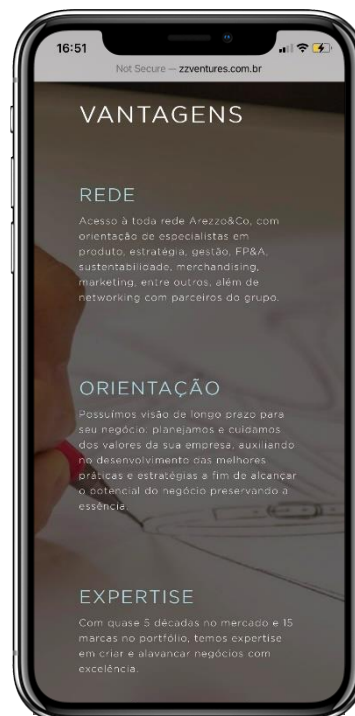 16:51
Not Secure — zzventures.com.br
VANTAGENS
REDE
Acesso à toda rede Arezzo&Co, com
orientação de especialistas em
produto, estratégia, gestão, FP&A,
sustentabilidade, merchandising,
marketing, entre outros, além de
networking com parceiros do grupo.
ORIENTAÇÃO
Possuímos visão de longo prazo para
seu negócio: planejamos e cuidamos
dos valores da sua empresa, auxiliando
no desenvolvimento das melhores
práticas e estratégias a fim de alcançar
o potencial do negócio preservando a
essência.
EXPERTISE
Com quase 5 décadas no mercado e 15
marcas no portfólio, temos expertise
em criar e alavancar negócios com
excelência.